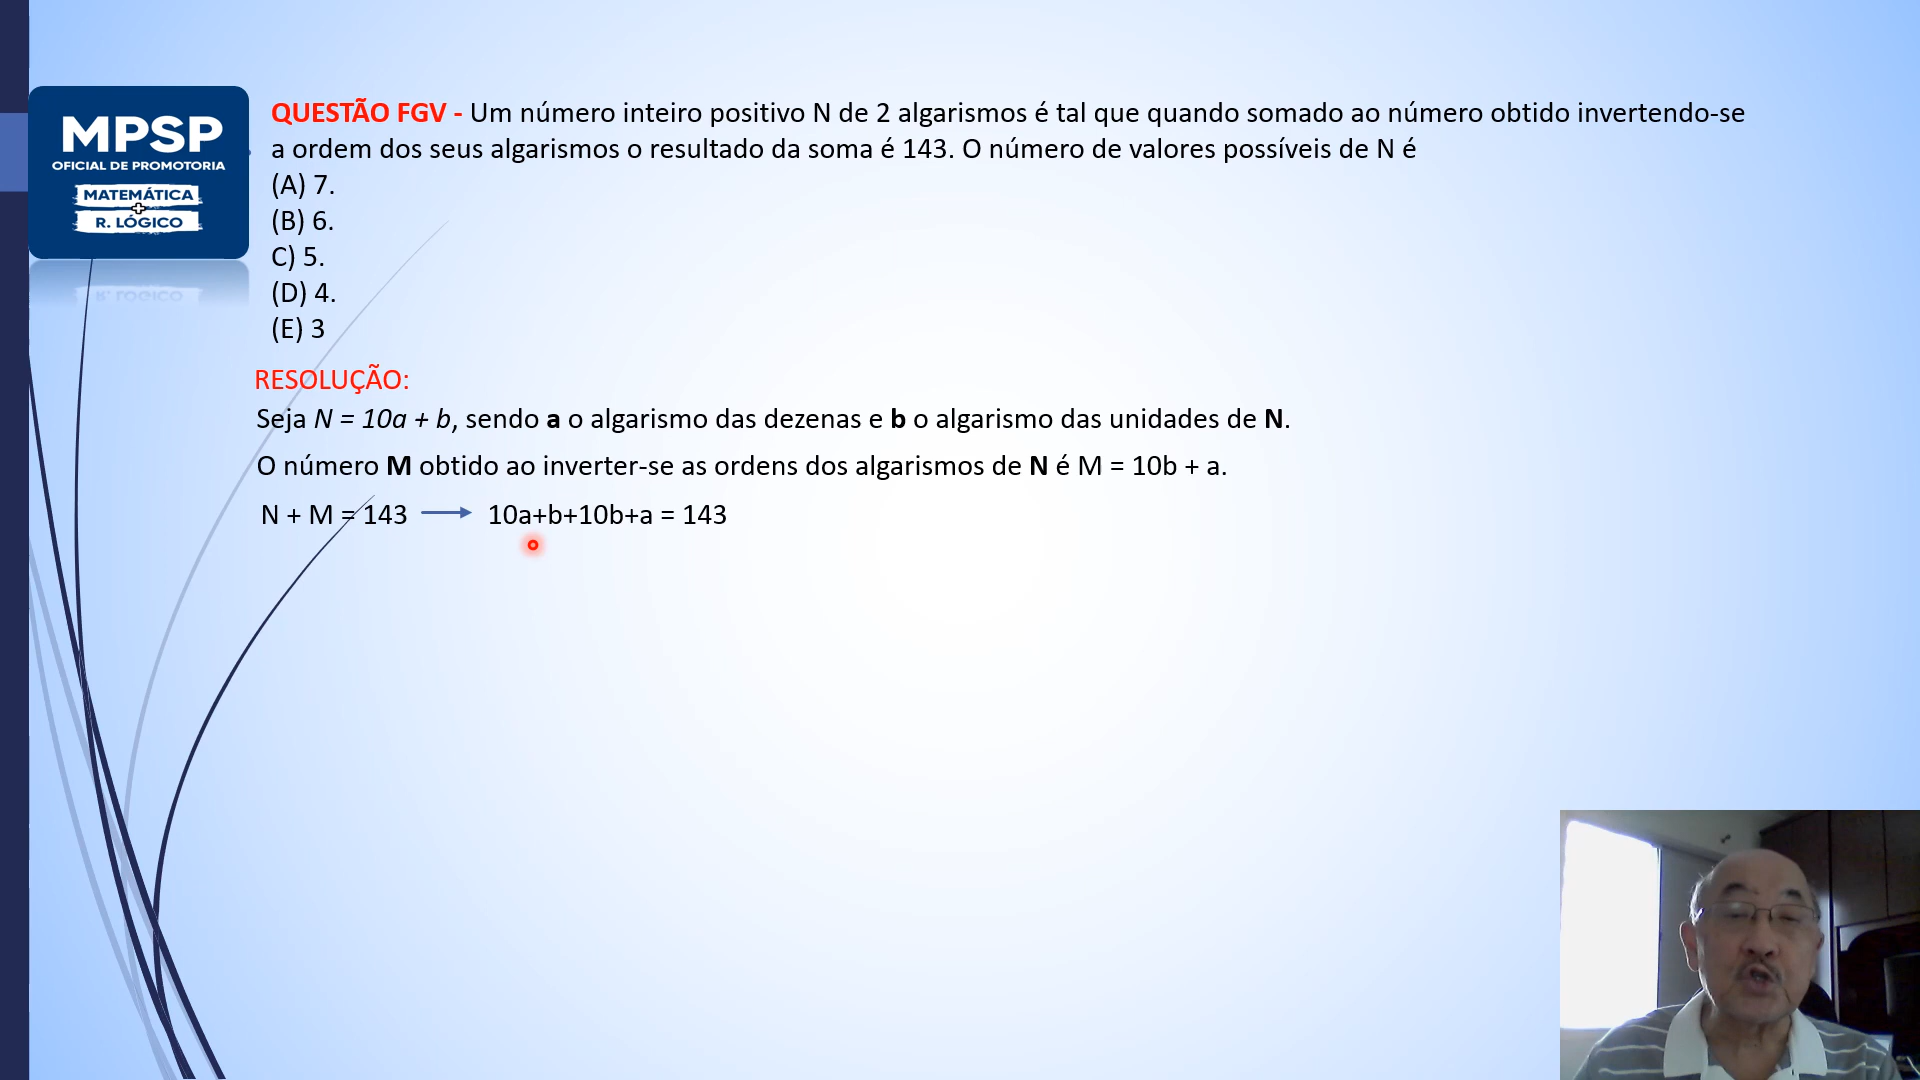 MPSP
OFICIAL DE PROMOTORIA
MATEMÁTICA
+
R. LÓGICO
QUESTÃO FGV - Um número inteiro positivo N de 2 algarismos é tal que quando somado ao número obtido invertendo-se
a ordem dos seus algarismos o resultado da soma é 143. O número de valores possíveis de N é
(A) 7.
(B) 6.
C) 5.
(D) 4.
(E) 3
RESOLUÇÃO:
Seja N = 10a + b, sendo a o algarismo das dezenas e b o algarismo das unidades de N.
O número M obtido ao inverter-se as ordens dos algarismos de N é M = 10b + a.
N + M = 143 → 10a+b+10b+a = 143